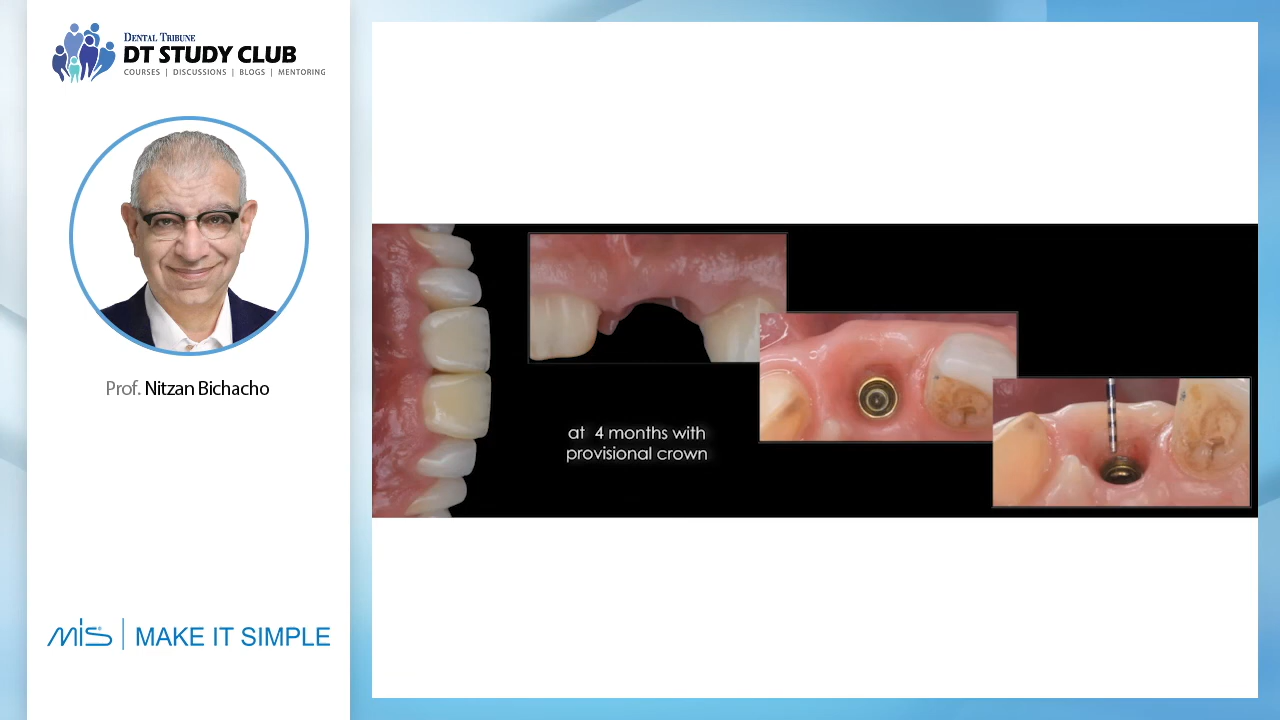 DENTAL TRIBUNE
DT STUDY CLUB
COURSES | DISCUSSIONS | BLOGS | MENTORING
Prof. Nitzan Bichacho
mis® | MAKE IT SIMPLE
at 4 months with
provisional crown